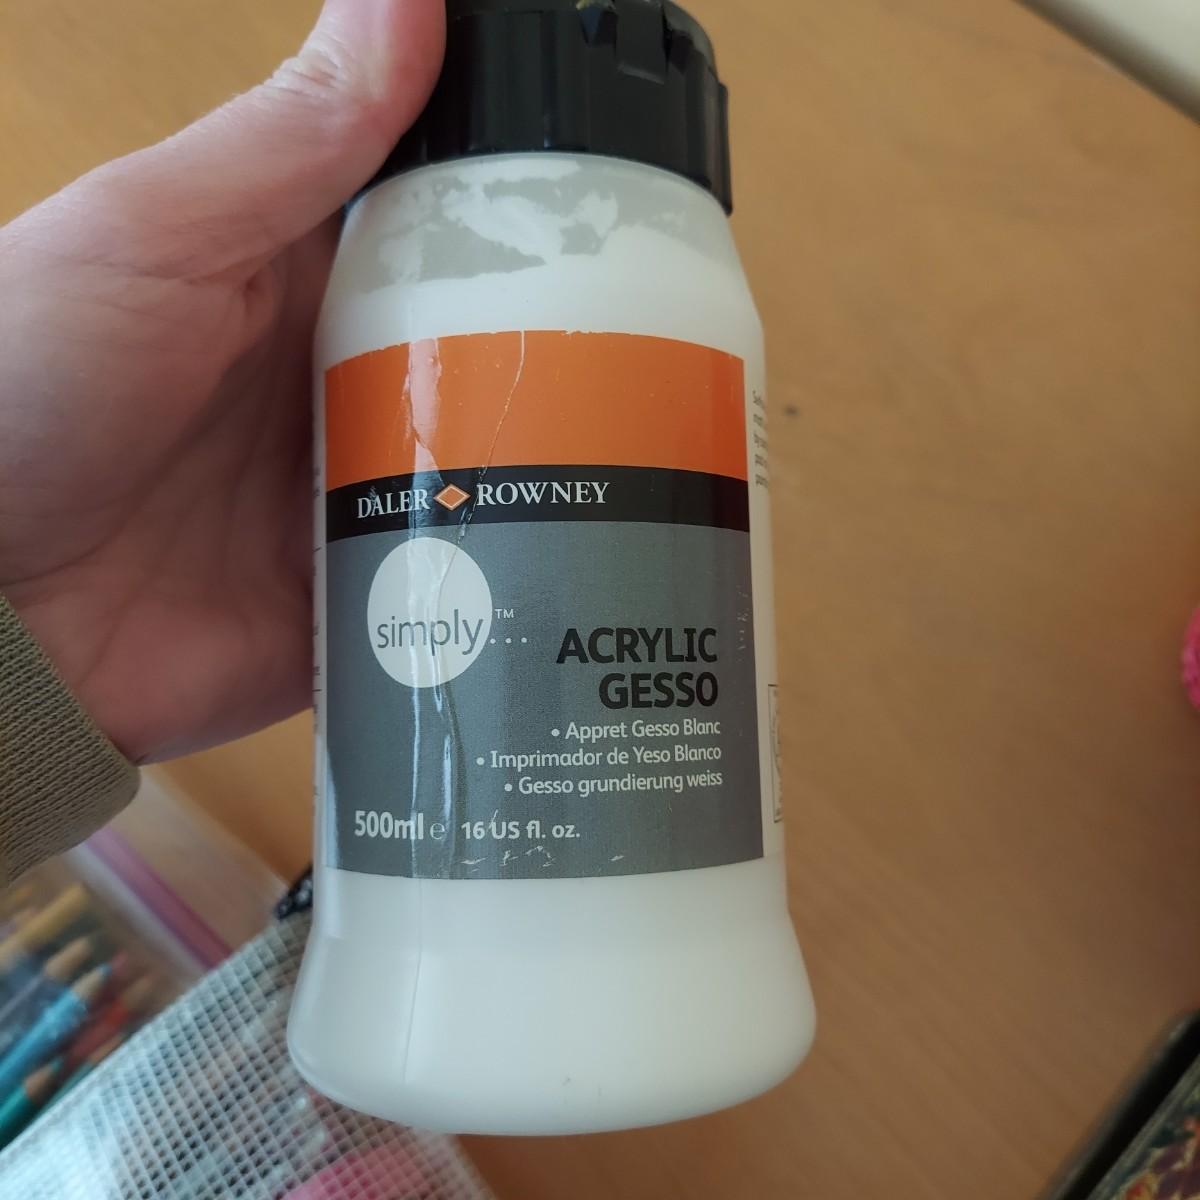 DALER ROWNEY
simply...™
ACRYLIC
GESSO
• Appret Gesso Blanc
• Imprimador de Yeso Blanco
• Gesso grundierung weiss
500ml e 16 US fl. oz.